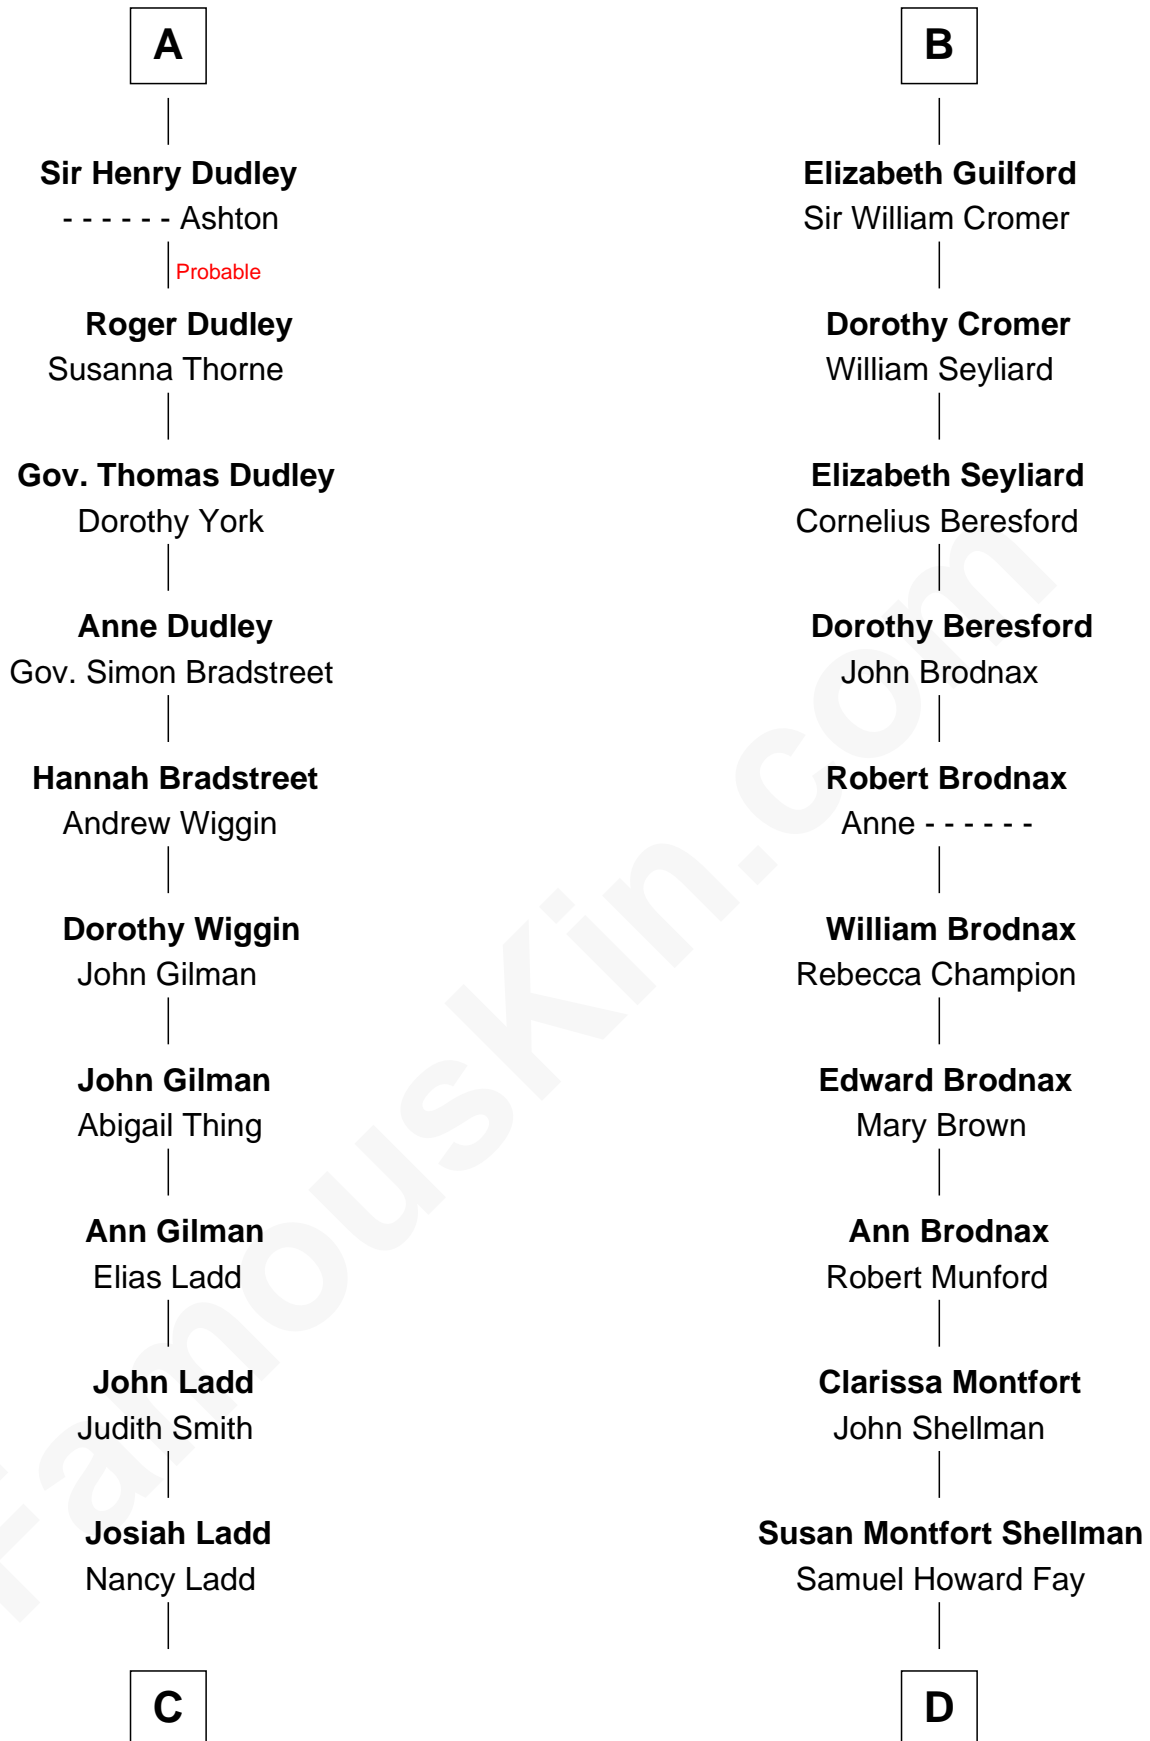 A
Sir Henry Dudley
- - - - - - Ashton
Probable
Roger Dudley
Susanna Thorne
Gov. Thomas Dudley
Dorothy York
Anne Dudley
Gov. Simon Bradstreet
Hannah Bradstreet
Andrew Wiggin
Dorothy Wiggin
John Gilman
John Gilman
Abigail Thing
Ann Gilman
Elias Ladd
John Ladd
Judith Smith
Josiah Ladd
Nancy Ladd
C
B
Elizabeth Guilford
Sir William Cromer
Dorothy Cromer
William Seyliard
Elizabeth Seyliard
Cornelius Beresford
Dorothy Beresford
John Brodnax
Robert Brodnax
Anne - - - - - -
William Brodnax
Rebecca Champion
Edward Brodnax
Mary Brown
Ann Brodnax
Robert Munford
Clarissa Montfort
John Shellman
Susan Montfort Shellman
Samuel Howard Fay
D
FamousKin.com